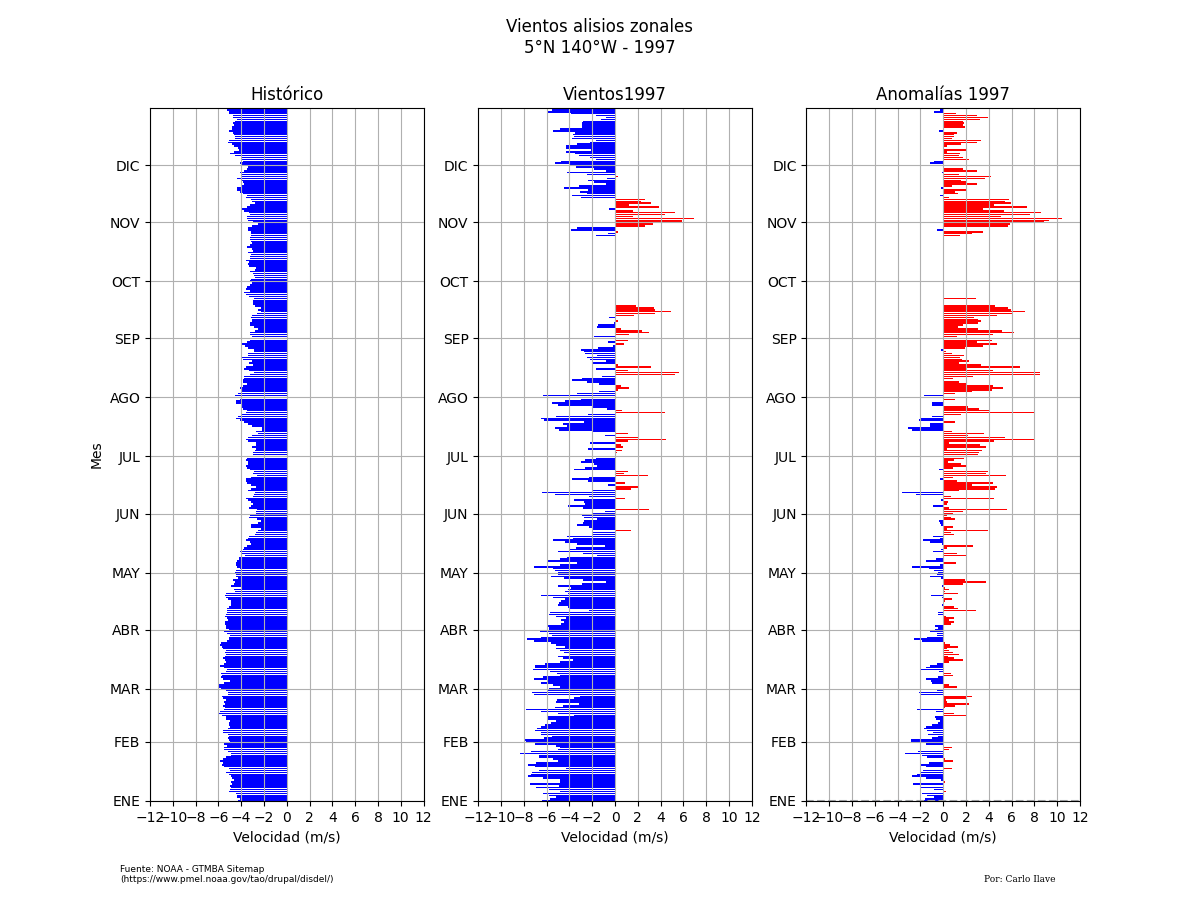 Vientos alisios zonales
5°N 140°W - 1997
Histórico
Vientos1997
Anomalías 1997
Mes
DIC
NOV
OCT
SEP
AGO
JUL
JUN
MAY
ABR
MAR
FEB
ENE
−12 −10 −8 −6 −4 −2 0 2 4 6 8 10 12
Velocidad (m/s)
DIC
NOV
OCT
SEP
AGO
JUL
JUN
MAY
ABR
MAR
FEB
ENE
−12 −10 −8 −6 −4 −2 0 2 4 6 8 10 12
Velocidad (m/s)
DIC
NOV
OCT
SEP
AGO
JUL
JUN
MAY
ABR
MAR
FEB
ENE
−12 −10 −8 −6 −4 −2 0 2 4 6 8 10 12
Velocidad (m/s)
Fuente: NOAA - GTMBA Sitemap
(https://www.pmel.noaa.gov/tao/drupal/disdel/)
Por: Carlo Ilave